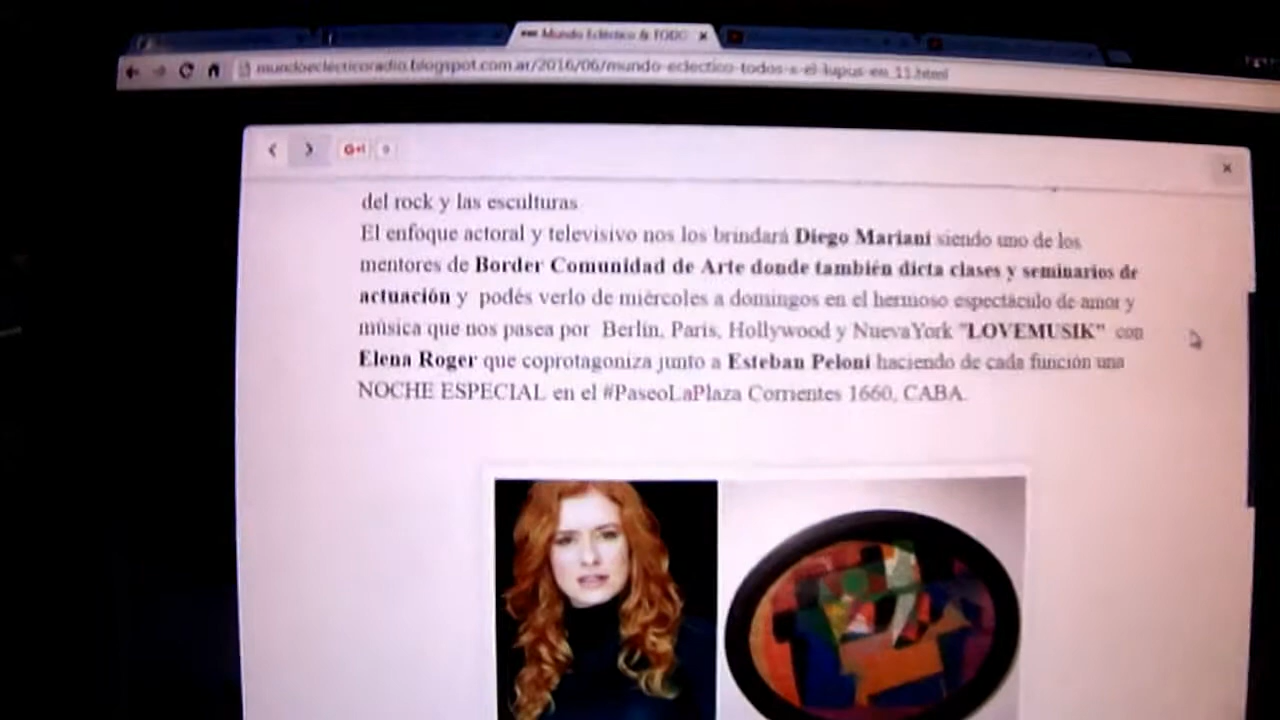 Mundo Ecléctico & TODO
mundoeclecticoradio.blogspot.com.ar/2016/06/mundo-eclectico-todos-x-el-lupus-en_11.html
G+1 0
del rock y las esculturas
El enfoque actoral y televisivo nos los brindará Diego Mariani siendo uno de los
mentores de Border Comunidad de Arte donde también dicta clases y seminarios de
actuación y podés verlo de miércoles a domingos en el hermoso espectáculo de amor y
música que nos pasea por Berlín, París, Hollywood y NuevaYork "LOVEMUSIK" con
Elena Roger que coprotagoniza junto a Esteban Peloni haciendo de cada función una
NOCHE ESPECIAL en el #PaseoLaPlaza Corrientes 1660, CABA.